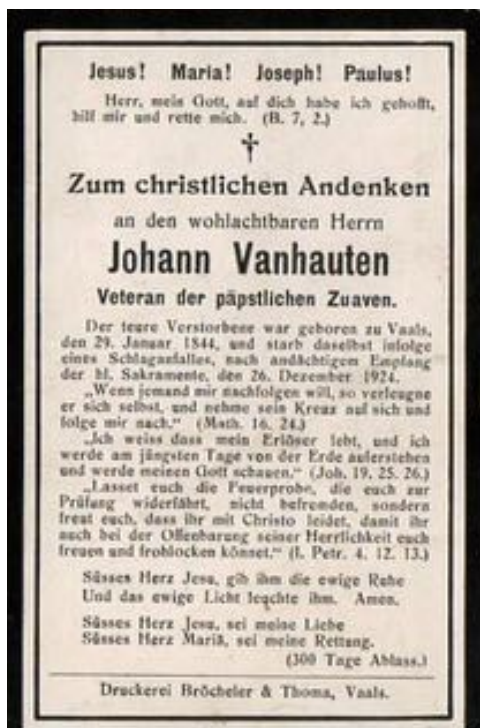 Jesus! Maria! Joseph! Paulus!
Herr, mein Gott, auf dich habe ich gehofft,
hilf mir und rette mich. (B. 7, 2.)
†
Zum christlichen Andenken
an den wohlachtbaren Herrn
Johann Vanhauten
Veteran der päpstlichen Zuaven.
Der teure Verstorbene war geboren zu Vaals,
den 29. Januar 1844, und starb daselbst infolge
eines Schlaganfalles, nach andächtigem Empfang
der hl. Sakramente, den 26. Dezember 1924.
„Wenn jemand mir nachfolgen will, so verleugne
er sich selbst, und nehme sein Kreuz auf sich und
folge mir nach.“ (Math. 16. 24.)
„Ich weiss dass mein Erlöser lebt, und ich
werde am jüngsten Tage von der Erde auferstehen
und werde meinen Gott schauen.“ (Joh. 19. 25. 26.)
„Lasset euch die Feuerprobe, die euch zur
Prüfung widerfährt, nicht befremden, sondern
freut euch, dass ihr mit Christo leidet, damit ihr
auch bei der Offenbarung seiner Herrlichkeit euch
freuen und frohlocken könnet.“ (I. Petr. 4. 12. 13.)
Süsses Herz Jesu, gib ihm die ewige Ruhe
Und das ewige Licht leuchte ihm. Amen.
Süsses Herz Jesu, sei meine Liebe
Süsses Herz Mariä, sei meine Rettung.
(300 Tage Ablass.)
Druckerei Bröcheler & Thoma, Vaals.